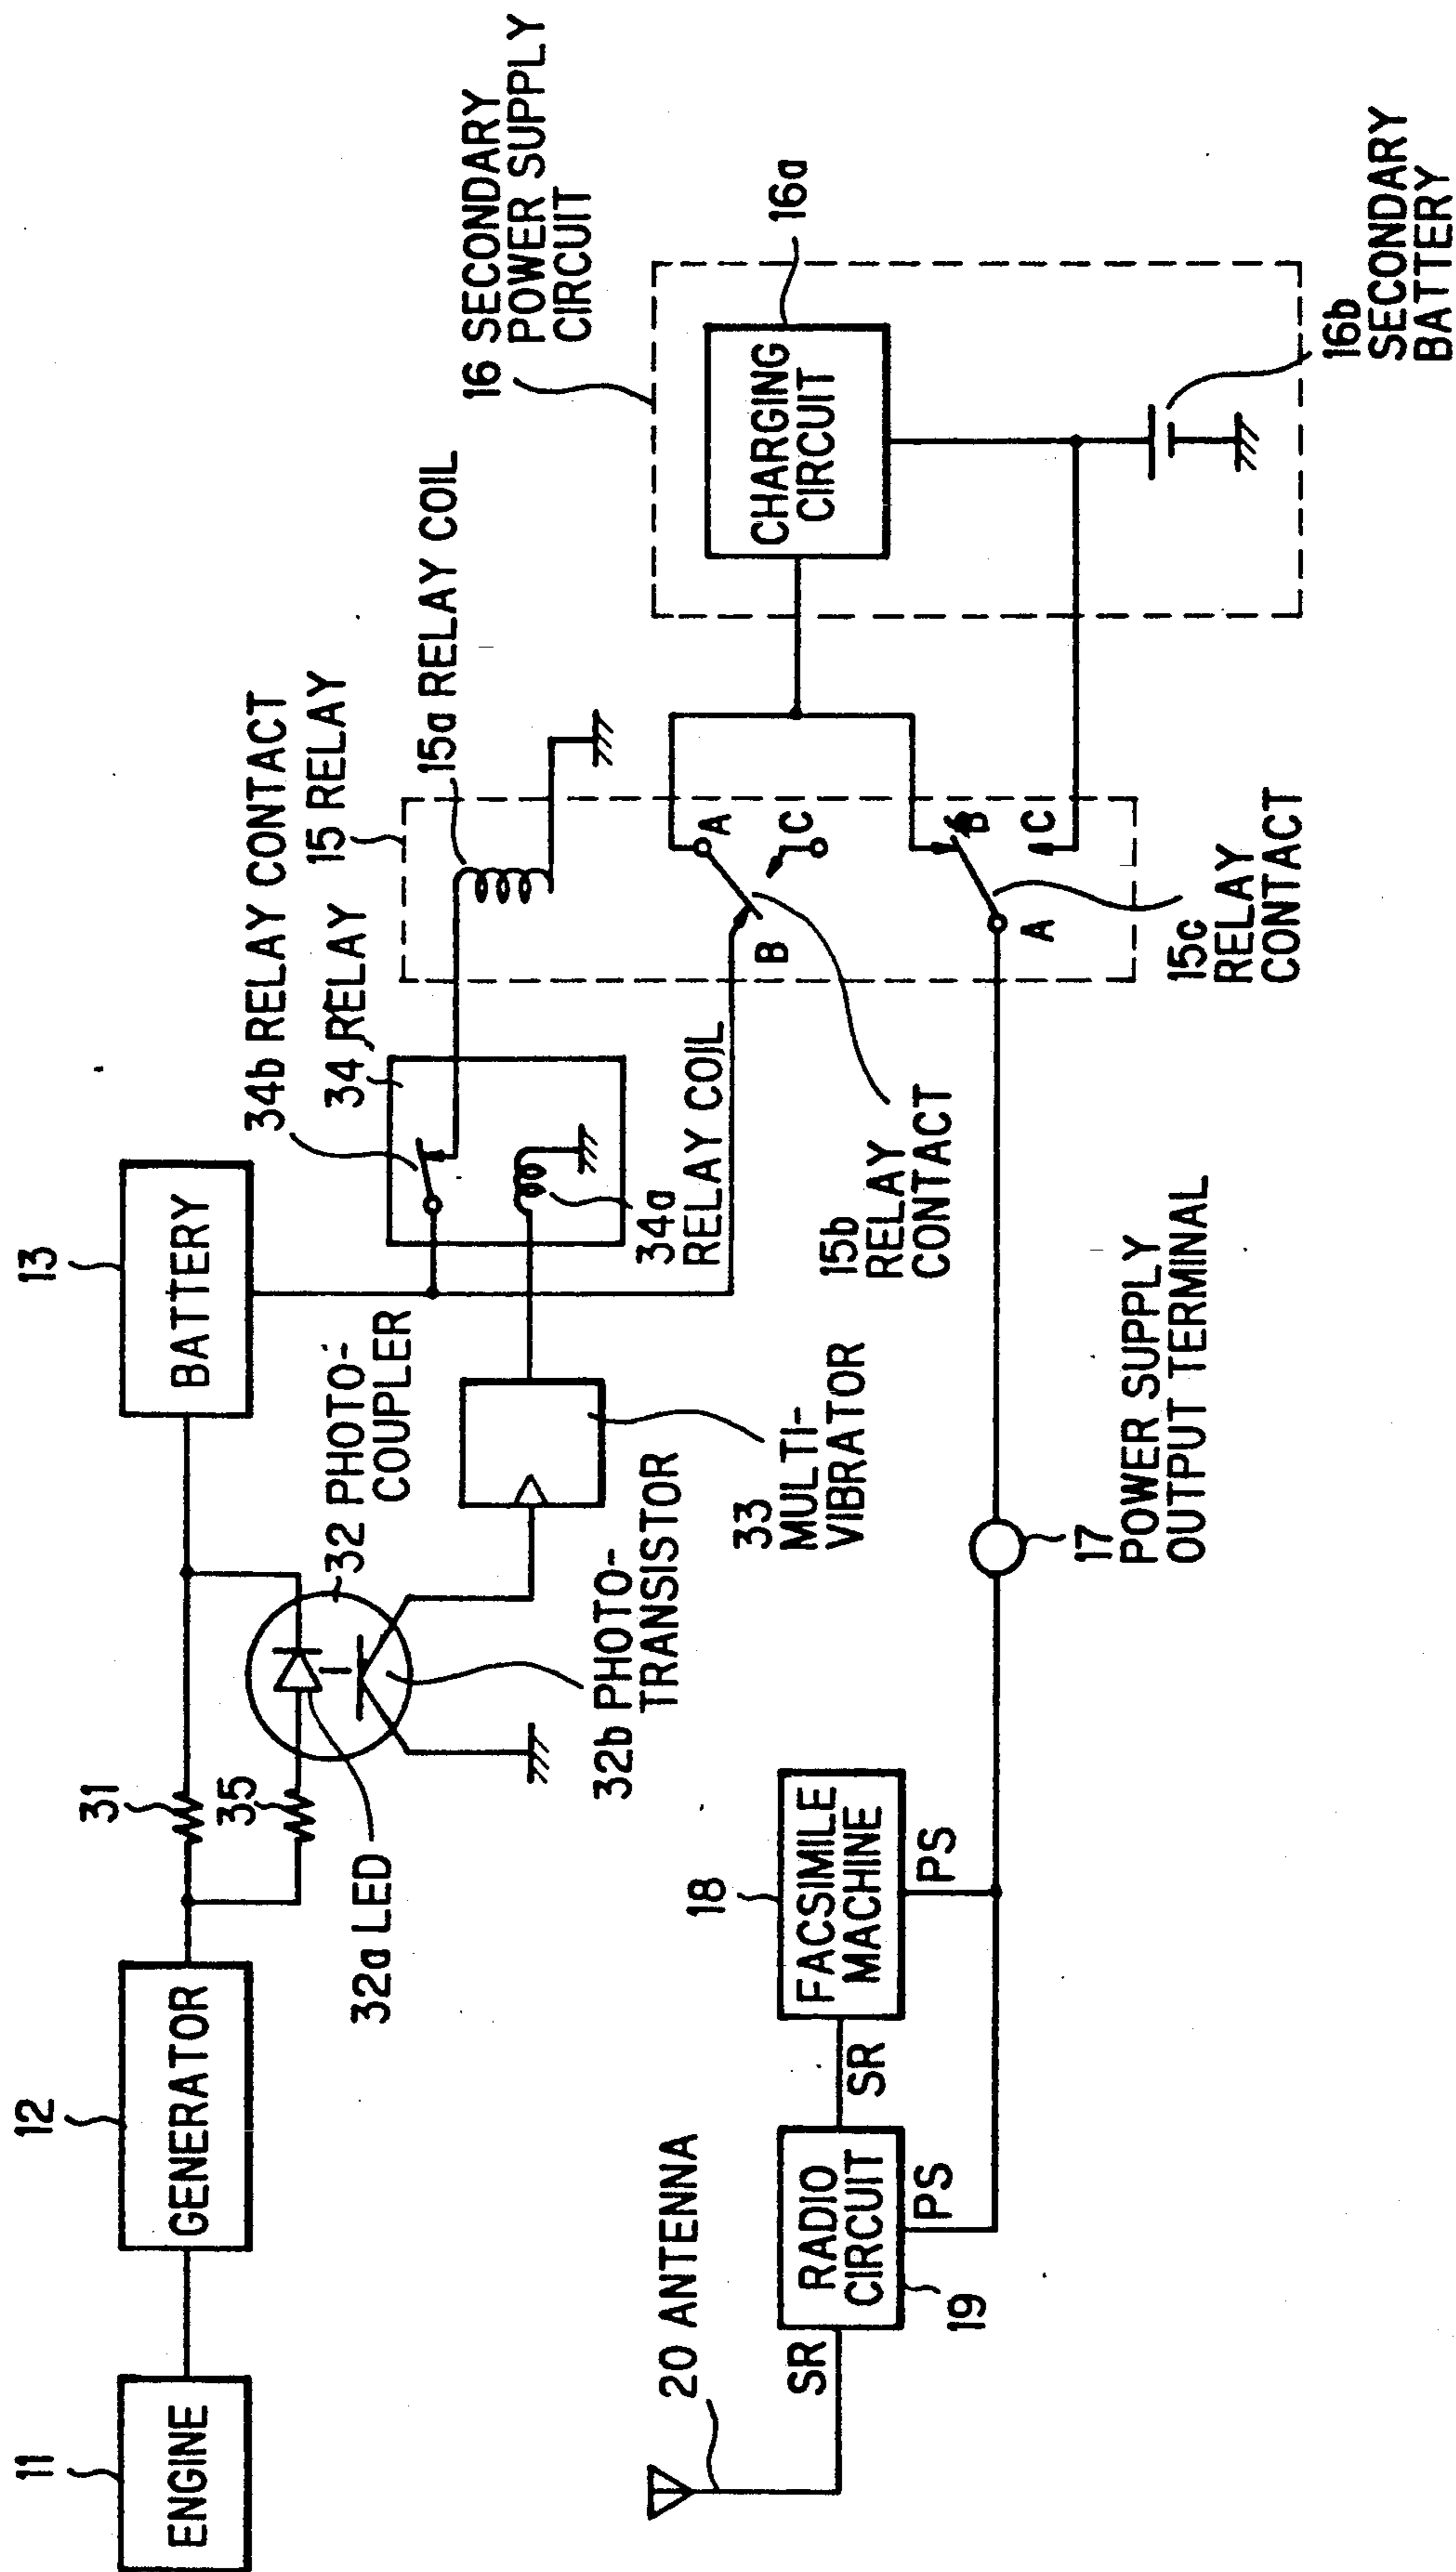 11
ENGINE
12
GENERATOR
31
35
32a LED
32 PHOTO-
COUPLER
32b PHOTO-
TRANSISTOR
13
BATTERY
33
MULTI-
VIBRATOR
34b RELAY CONTACT
34 RELAY
34a
RELAY COIL
15 RELAY
15a RELAY COIL
A
B
C
15b
RELAY
CONTACT
B
C
A
15c
RELAY
CONTACT
16 SECONDARY
POWER SUPPLY
CIRCUIT
CHARGING
CIRCUIT
16a
16b
SECONDARY
BATTERY
20 ANTENNA
SR
RADIO
CIRCUIT
19
PS
SR
18
FACSIMILE
MACHINE
PS
17
POWER SUPPLY
OUTPUT TERMINAL